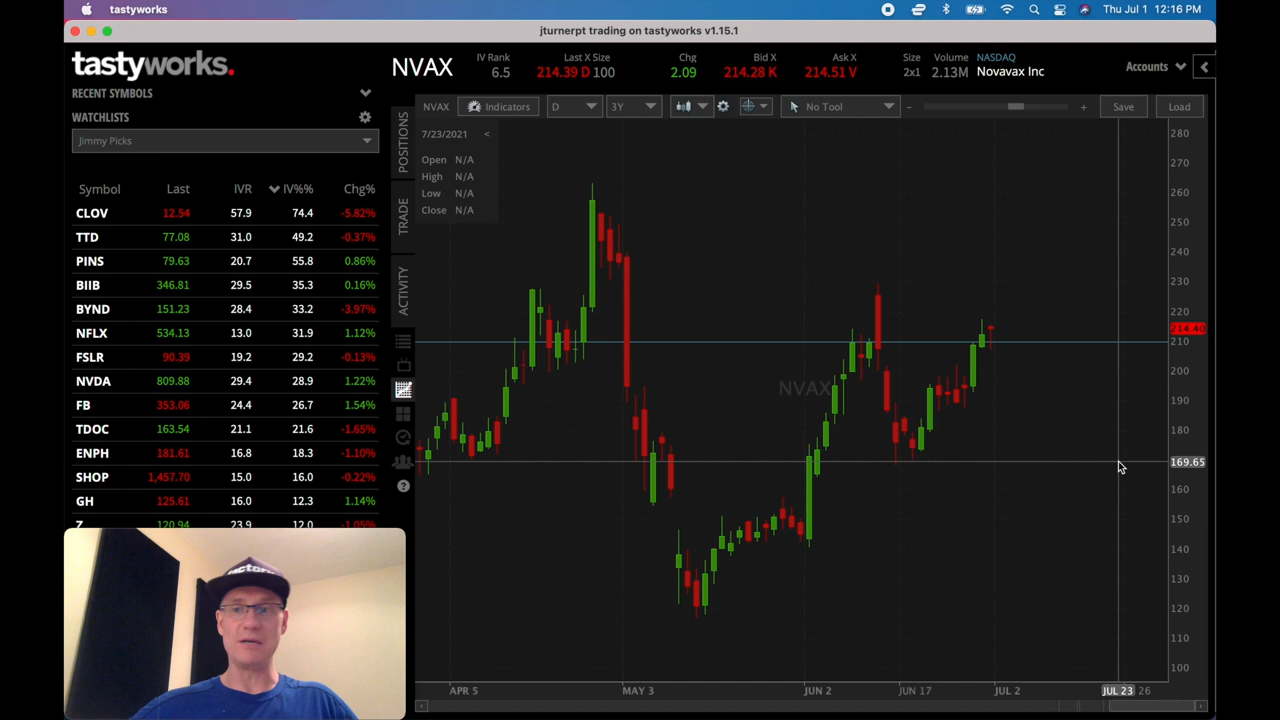 tastyworks
Thu Jul 1 12:16 PM
jturnerpt trading on tastyworks v1.15.1
tastyworks.
RECENT SYMBOLS
WATCHLISTS
Jimmy Picks
Symbol Last IVR IV%% Chg%
CLOV 12.54 57.9 74.4 -5.82%
TTD 77.08 31.0 49.2 -0.37%
PINS 79.63 20.7 55.8 0.86%
BIIB 346.81 29.5 35.3 0.16%
BYND 151.23 28.4 33.2 -3.97%
NFLX 534.13 13.0 31.9 1.12%
FSLR 90.39 19.2 29.2 -0.13%
NVDA 809.88 29.4 28.9 1.22%
FB 353.06 24.4 26.7 1.54%
TDOC 163.54 21.1 21.6 -1.65%
ENPH 181.61 16.8 18.3 -1.10%
SHOP 1,457.70 15.0 16.0 -0.22%
GH 125.61 16.0 12.3 1.14%
Z 120.94 23.9 12.0 -1.05%
NVAX
IV Rank Last X Size Chg Bid X Ask X Size Volume NASDAQ
6.5 214.39 D 100 2.09 214.28 K 214.51 V 2x1 2.13M Novavax Inc
Accounts
POSITIONS
TRADE
ACTIVITY
NVAX Indicators D 3Y No Tool - + Save Load
7/23/2021 <
Open N/A
High N/A
Low N/A
Close N/A
NVAX
280
270
260
250
240
230
220
214.40
210
200
190
180
169.65
160
150
140
130
120
110
100
APR 5 MAY 3 JUN 2 JUN 17 JUL 2 JUL 23 26